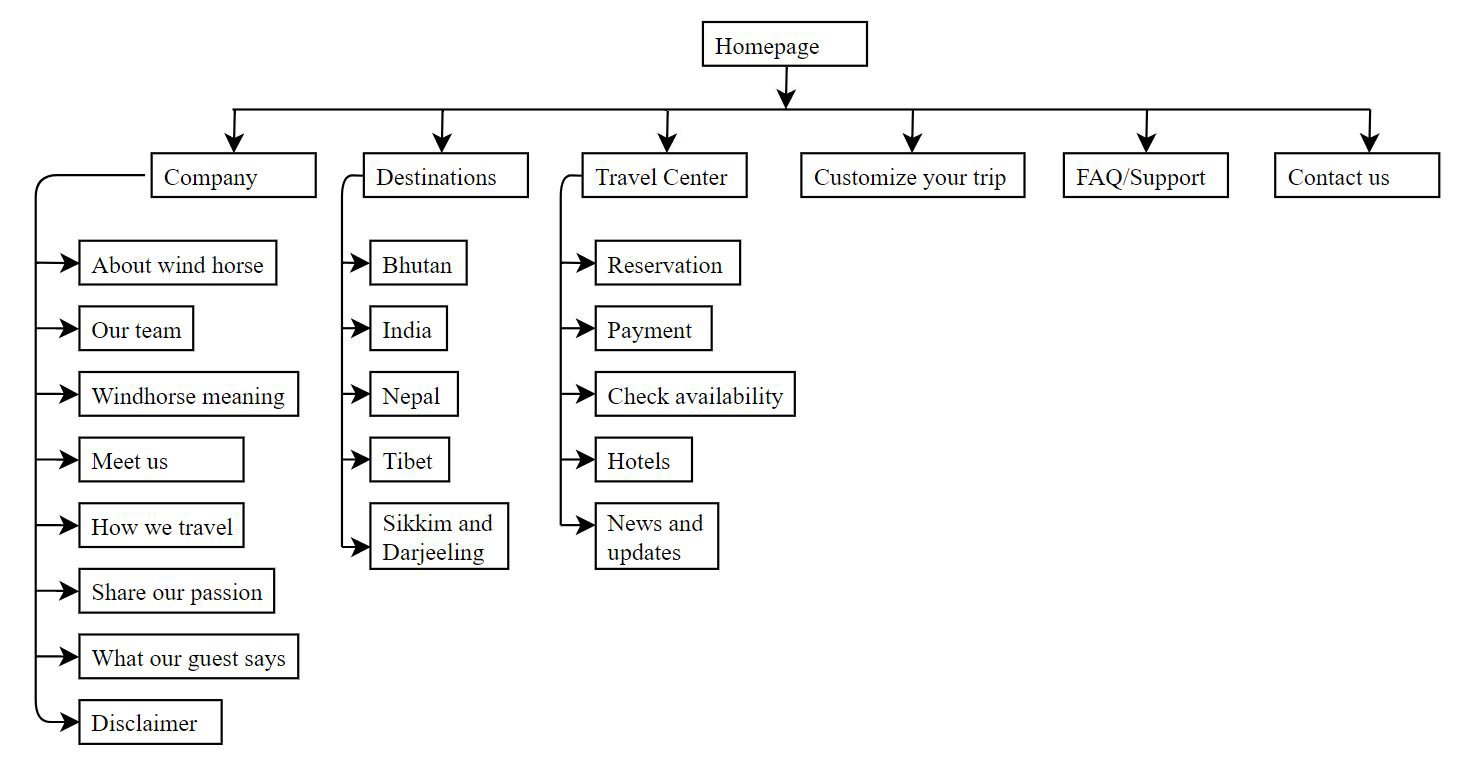 Homepage
Company
Destinations
Travel Center
Customize your trip
FAQ/Support
Contact us
About wind horse
Our team
Windhorse meaning
Meet us
How we travel
Share our passion
What our guest says
Disclaimer
Bhutan
India
Nepal
Tibet
Sikkim and
Darjeeling
Reservation
Payment
Check availability
Hotels
News and
updates